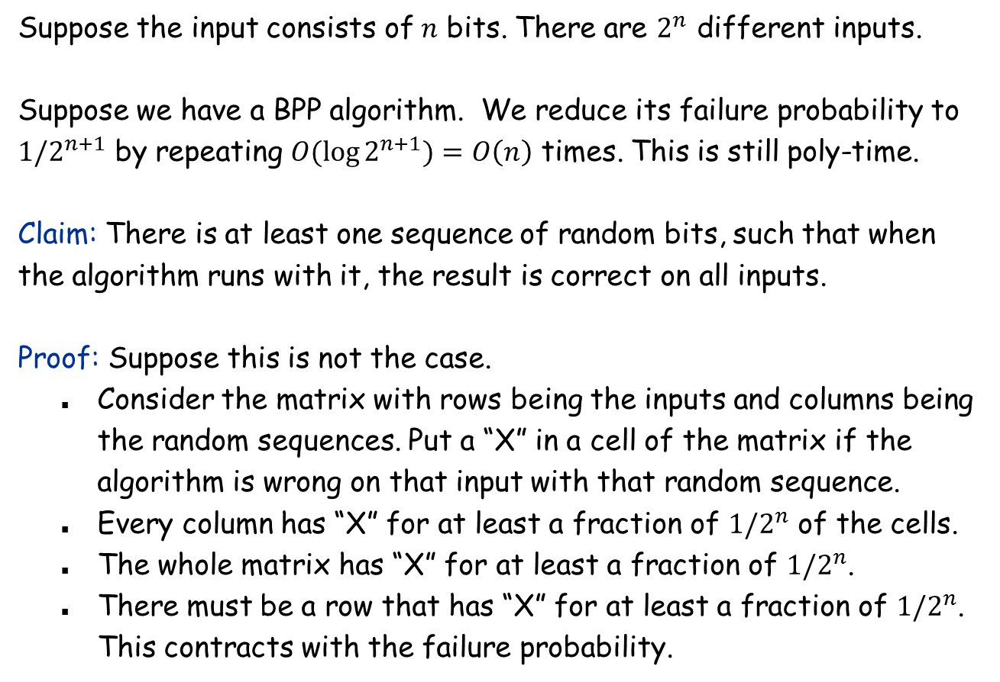 Suppose the input consists of n bits. There are 2ⁿ different inputs.
Suppose we have a BPP algorithm. We reduce its failure probability to
1/2ⁿ⁺¹ by repeating O(log 2ⁿ⁺¹) = O(n) times. This is still poly-time.
Claim: There is at least one sequence of random bits, such that when
the algorithm runs with it, the result is correct on all inputs.
Proof: Suppose this is not the case.
▪ Consider the matrix with rows being the inputs and columns being
the random sequences. Put a “X” in a cell of the matrix if the
algorithm is wrong on that input with that random sequence.
▪ Every column has “X” for at least a fraction of 1/2ⁿ of the cells.
▪ The whole matrix has “X” for at least a fraction of 1/2ⁿ.
▪ There must be a row that has “X” for at least a fraction of 1/2ⁿ.
This contracts with the failure probability.